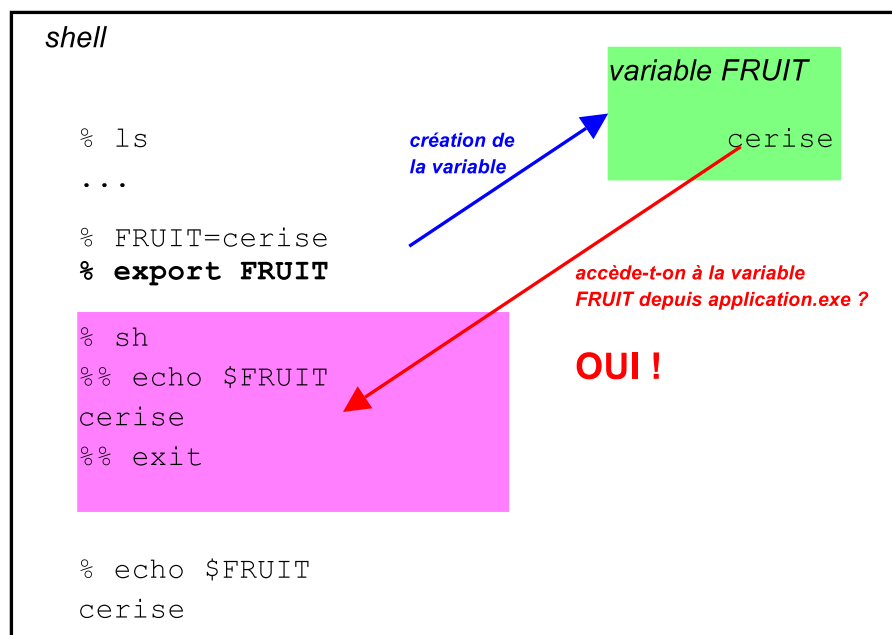 shell
variable FRUIT
% ls
création de
la variable
cerise
...
% FRUIT=cerise
% export FRUIT
accède-t-on à la variable
FRUIT depuis application.exe ?
% sh
%% echo $FRUIT
OUI !
cerise
%% exit
% echo $FRUIT
cerise